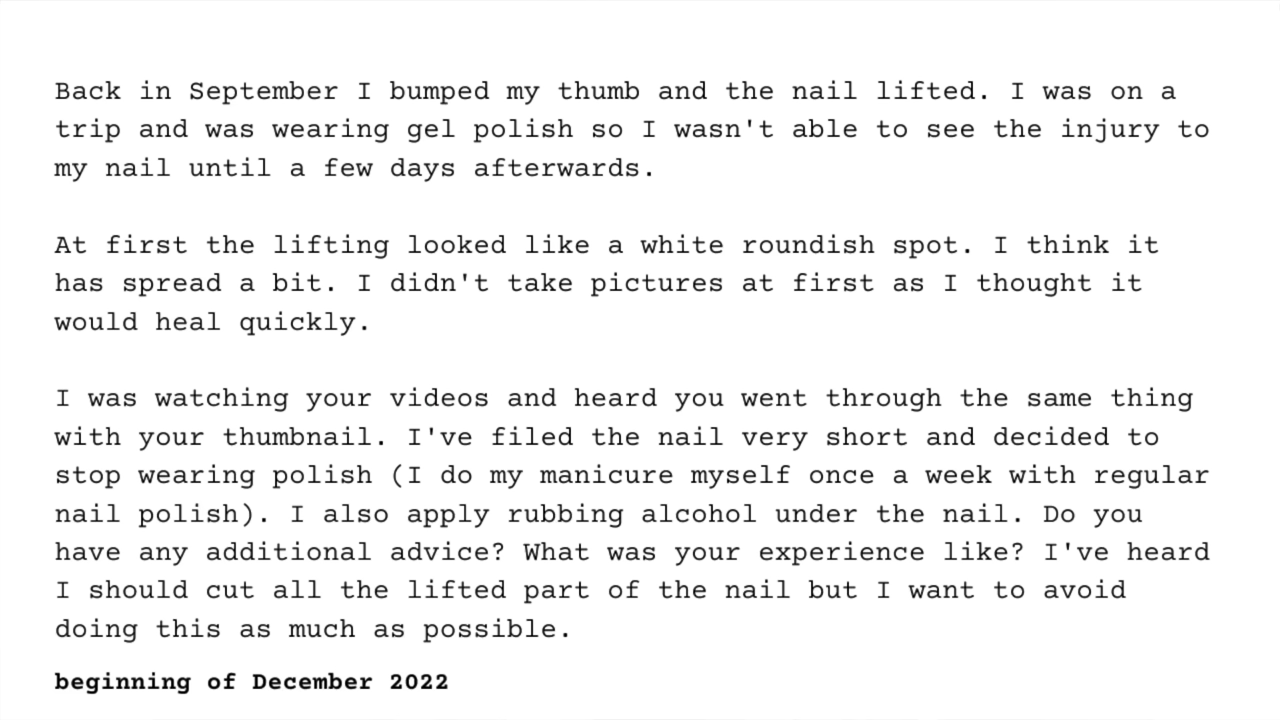 Back in September I bumped my thumb and the nail lifted. I was on a
trip and was wearing gel polish so I wasn't able to see the injury to
my nail until a few days afterwards.
At first the lifting looked like a white roundish spot. I think it
has spread a bit. I didn't take pictures at first as I thought it
would heal quickly.
I was watching your videos and heard you went through the same thing
with your thumbnail. I've filed the nail very short and decided to
stop wearing polish (I do my manicure myself once a week with regular
nail polish). I also apply rubbing alcohol under the nail. Do you
have any additional advice? What was your experience like? I've heard
I should cut all the lifted part of the nail but I want to avoid
doing this as much as possible.
beginning of December 2022